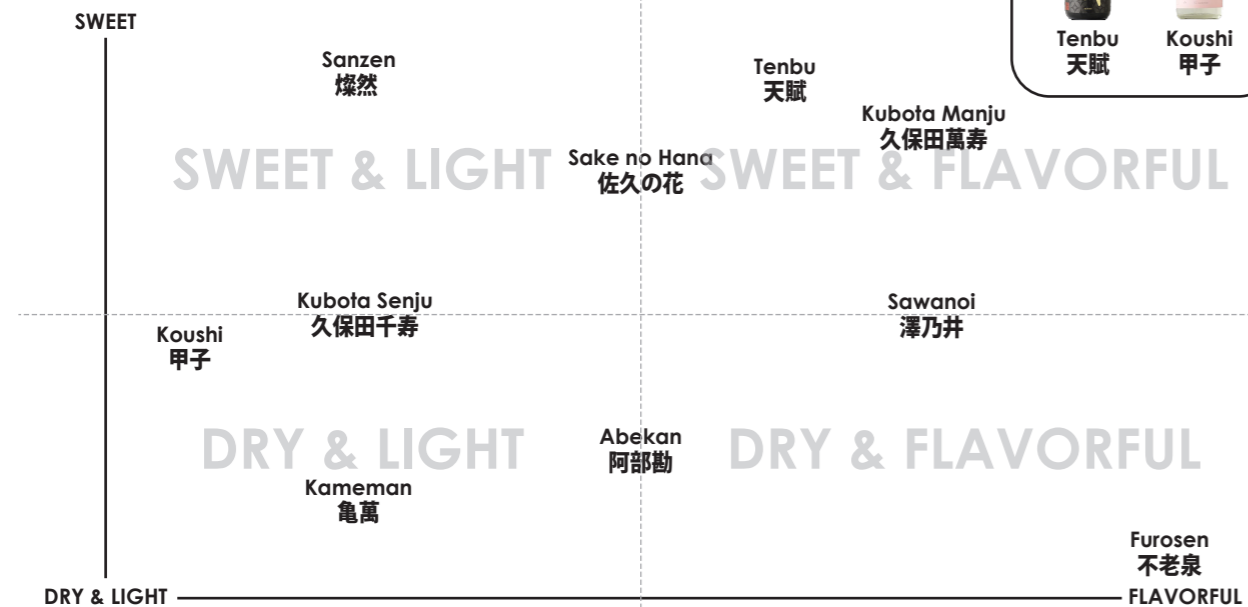 SWEET
Tenbu
天賦
Koushi
甲子
Sanzen
燦然
Tenbu
天賦
Kubota Manju
久保田萬寿
SWEET & LIGHT
Sake no Hana
佐久の花
SWEET & FLAVORFUL
Kubota Senju
久保田千寿
Sawanoi
澤乃井
Koushi
甲子
DRY & LIGHT
Abekan
阿部勘
DRY & FLAVORFUL
Kameman
亀萬
Furosen
不老泉
DRY & LIGHT
FLAVORFUL